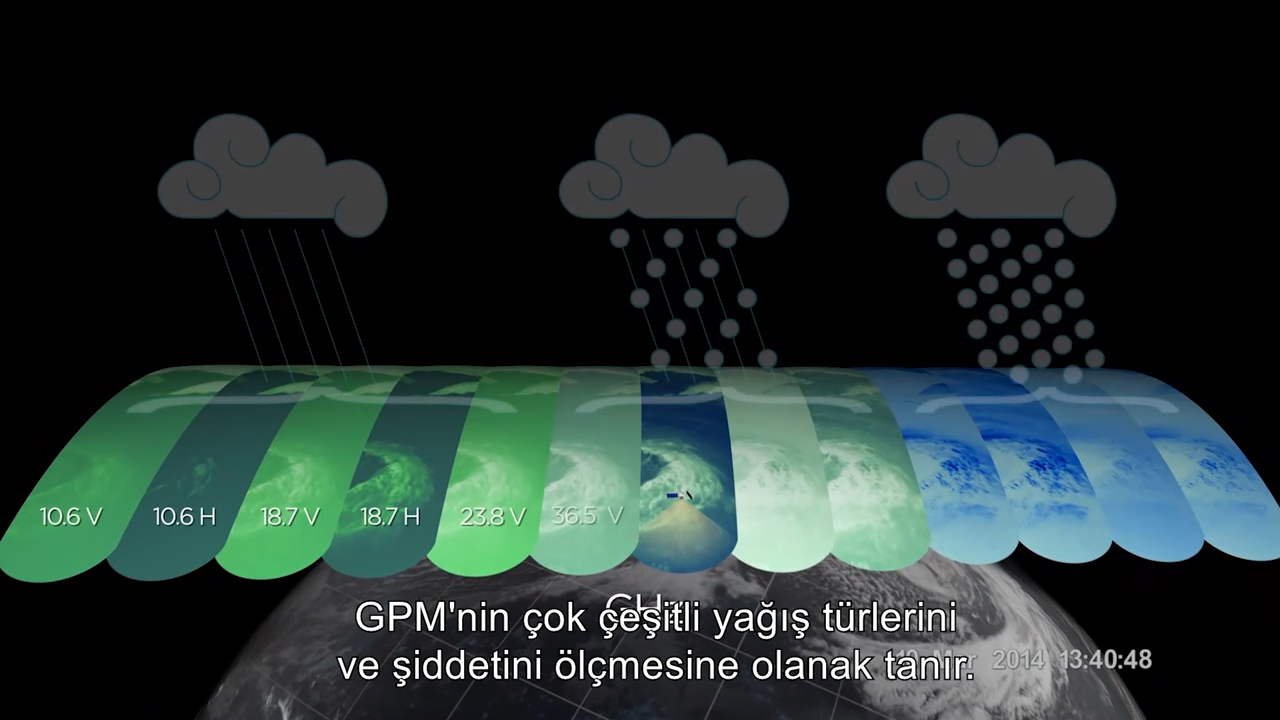 10.6 V 10.6 H 18.7 V 18.7 H 23.8 V 36.5 V
GPM'nin çok çeşitli yağış türlerini
ve şiddetini ölçmesine olanak tanır.
2014 13:40:48